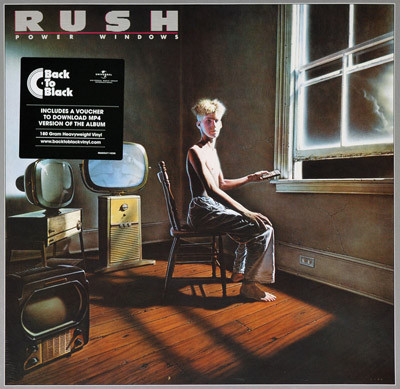 RUSH
POWER WINDOWS
Back
To
Black
UNIVERSAL
INCLUDES A VOUCHER
TO DOWNLOAD MP4
VERSION OF THE ALBUM
180 Gram Heavyweight Vinyl
www.backtoblackvinyl.com